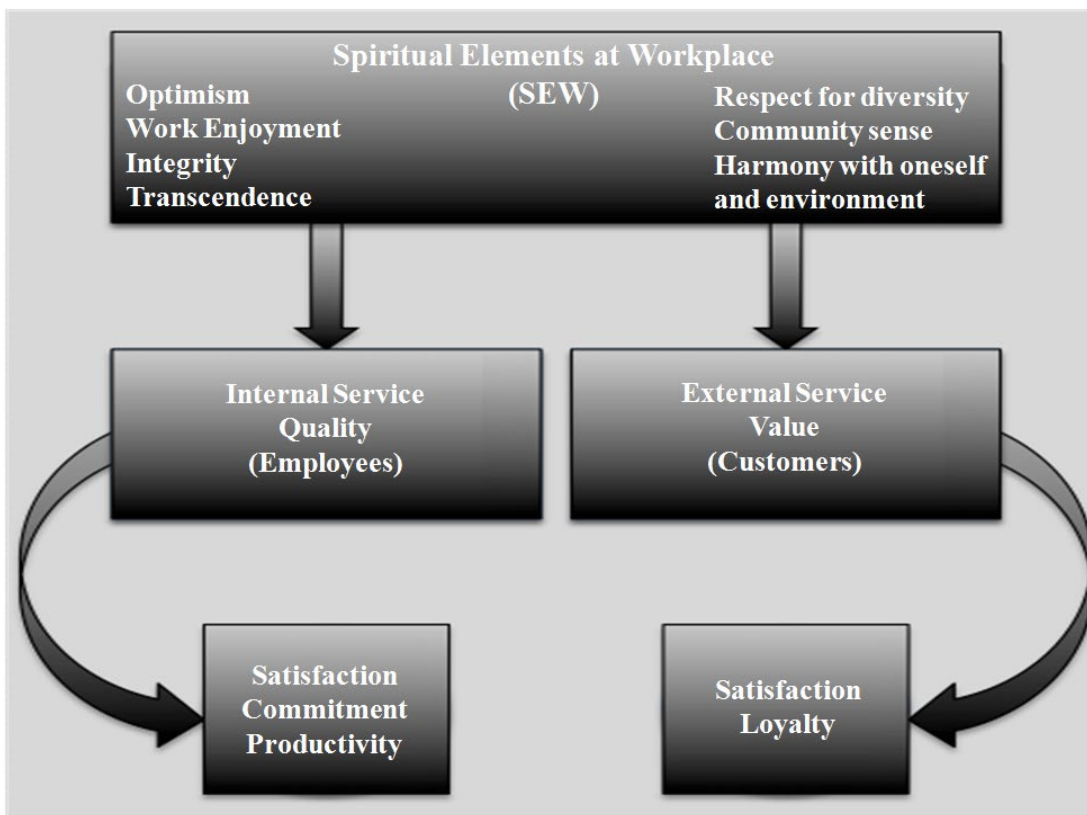 Spiritual Elements at Workplace
(SEW)
Optimism
Work Enjoyment
Integrity
Transcendence
Respect for diversity
Community sense
Harmony with oneself
and environment
Internal Service
Quality
(Employees)
External Service
Value
(Customers)
Satisfaction
Commitment
Productivity
Satisfaction
Loyalty